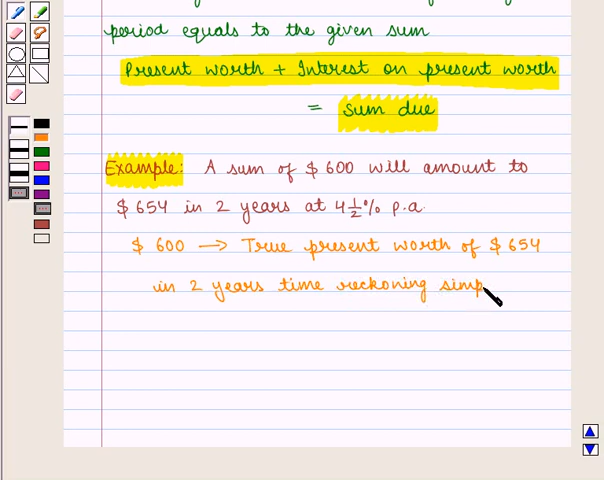 period equals to the given sum
Present worth + Interest on present worth
= sum due
Example: A sum of $ 600 will amount to
$ 654 in 2 years at 4 1/2 % p.a.
$ 600 → True present worth of $ 654
in 2 years time reckoning simp